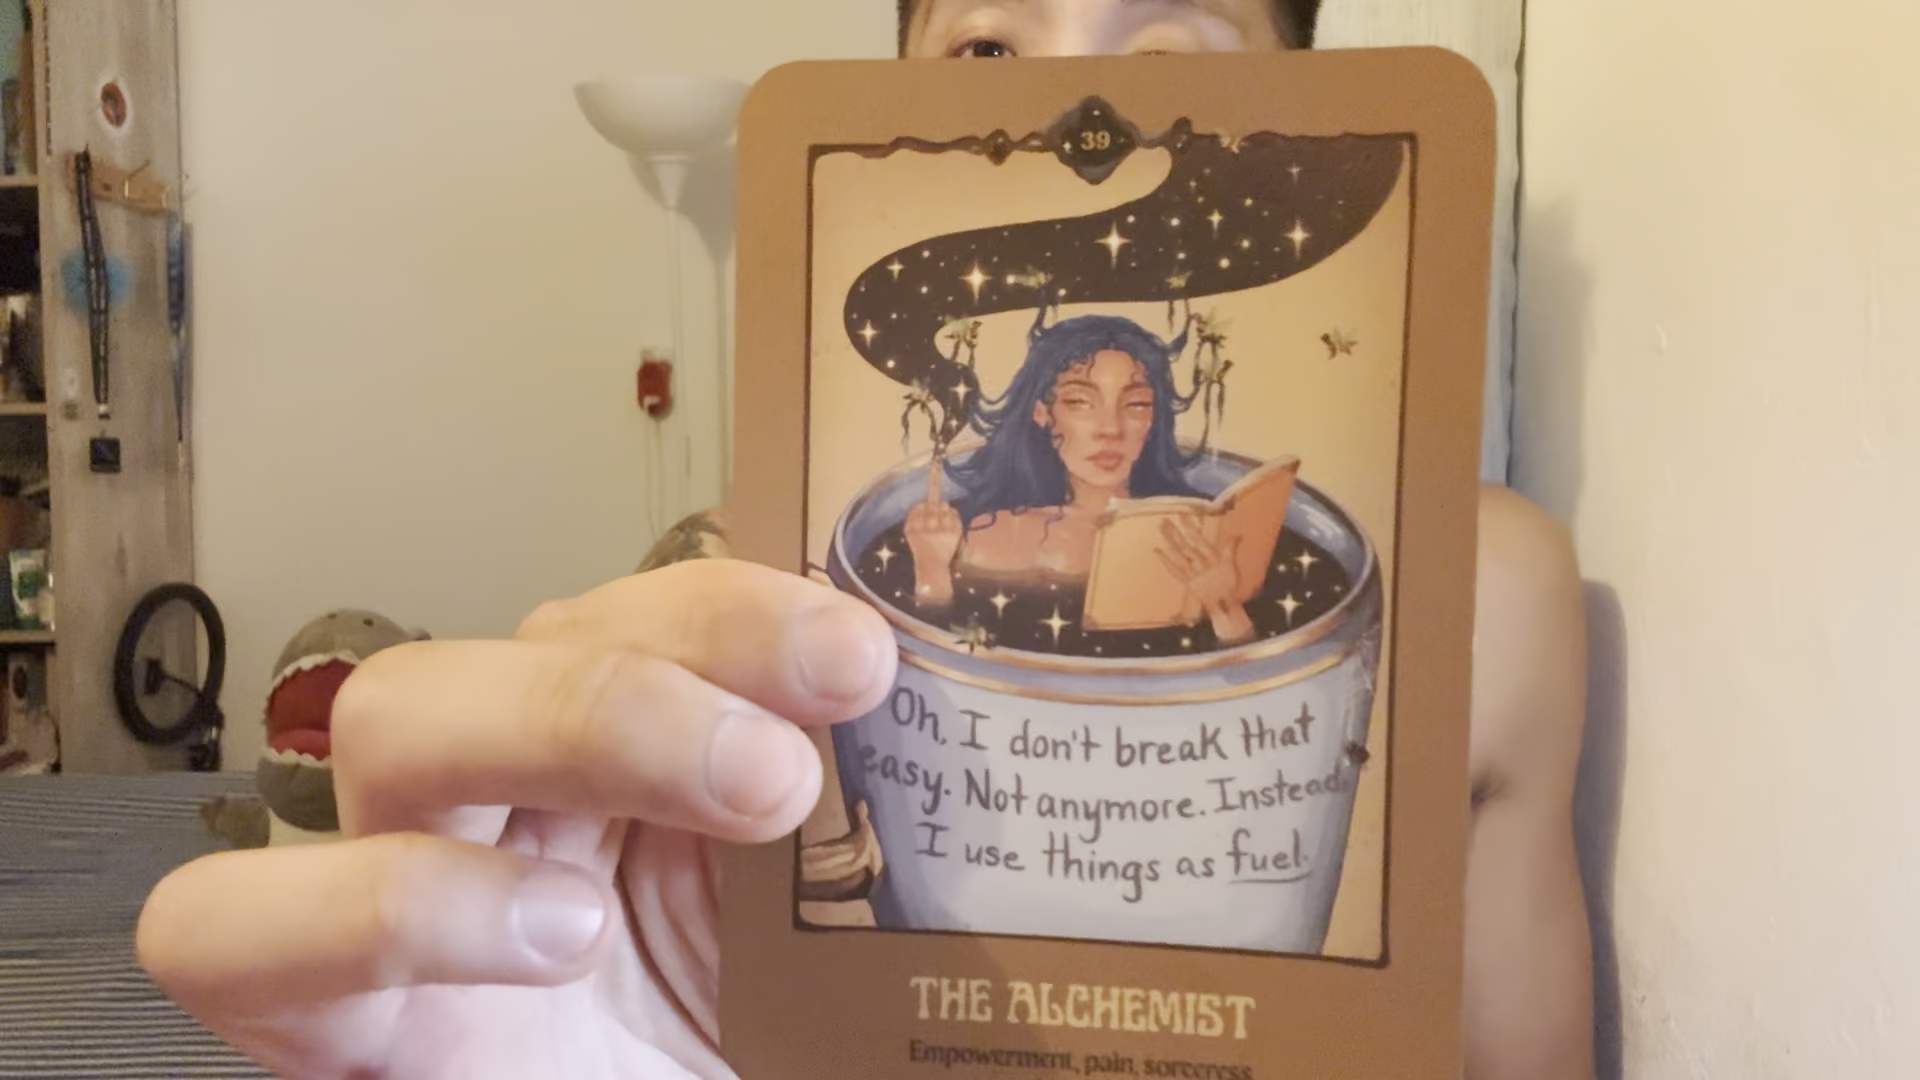 39
Oh, I don't break that
easy. Not anymore. Instead,
I use things as fuel.
THE ALCHEMIST
Empowerment, pain, sorceress